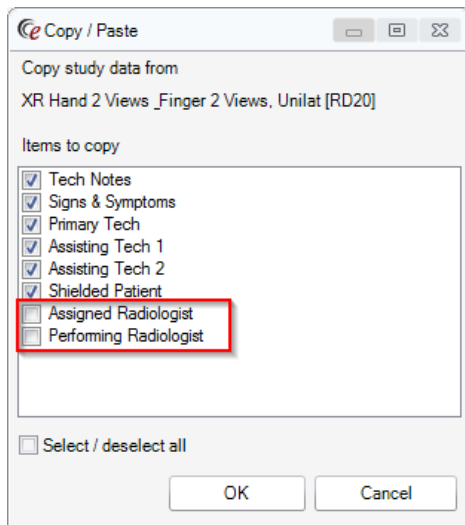 Copy / Paste
Copy study data from
XR Hand 2 Views _Finger 2 Views, Unilat [RD20]
Items to copy
Tech Notes
Signs & Symptoms
Primary Tech
Assisting Tech 1
Assisting Tech 2
Shielded Patient
Assigned Radiologist
Performing Radiologist
Select / deselect all
OK Cancel